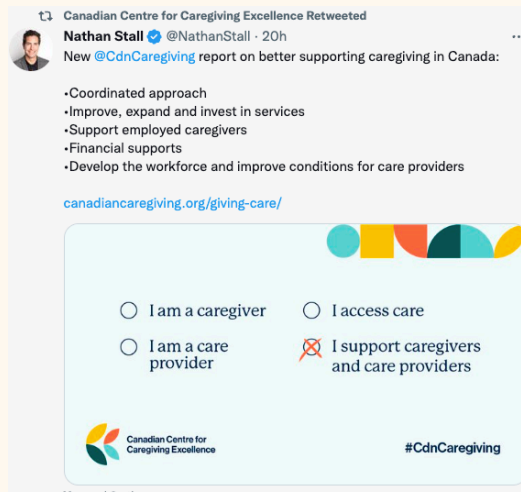 Canadian Centre for Caregiving Excellence Retweeted
Nathan Stall @NathanStall · 20h
New @CdnCaregiving report on better supporting caregiving in Canada:
•Coordinated approach
•Improve, expand and invest in services
•Support employed caregivers
•Financial supports
•Develop the workforce and improve conditions for care providers
canadiancaregiving.org/giving-care/
I am a caregiver
I access care
I am a care
provider
I support caregivers
and care providers
Canadian Centre for
Caregiving Excellence
#CdnCaregiving